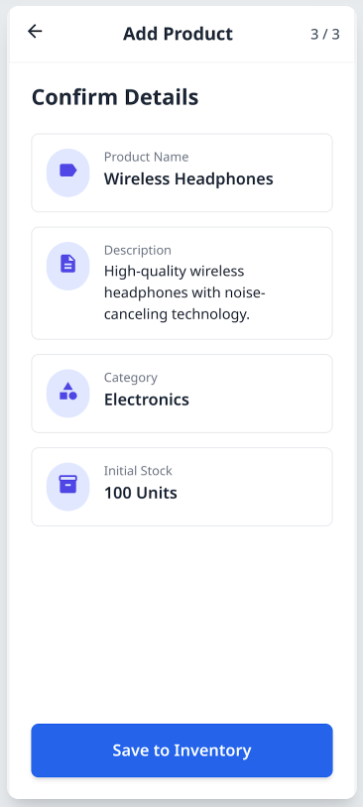 Add Product
3 / 3
Confirm Details
Product Name
Wireless Headphones
Description
High-quality wireless
headphones with noise-
canceling technology.
Category
Electronics
Initial Stock
100 Units
Save to Inventory